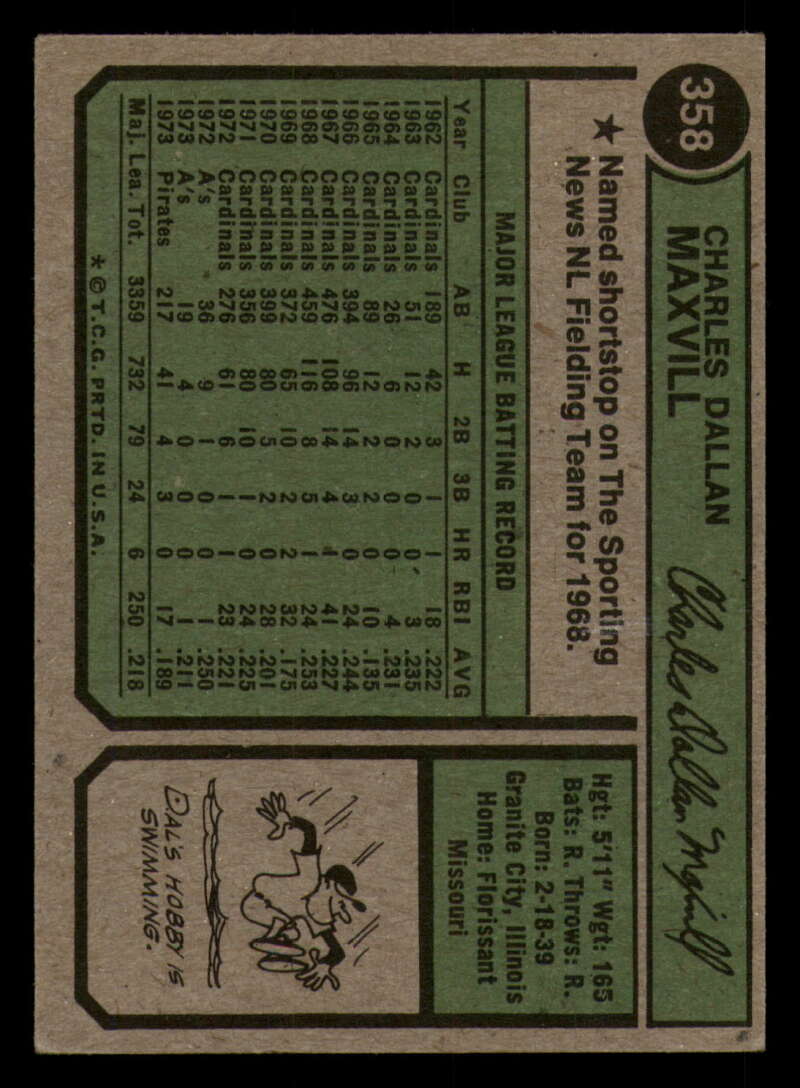 358
CHARLES DALLAN
MAXVILL
Charles Dallan Maxvill
★ Named shortstop on The Sporting
News NL Fielding Team for 1968.
MAJOR LEAGUE BATTING RECORD
Year Club AB H 2B 3B HR RBI AVG
1962 Cardinals 189 42 3 1 1 18 .222
1963 Cardinals 51 12 2 0 0 3 .235
1964 Cardinals 26 6 0 0 0 4 .231
1965 Cardinals 89 12 2 2 0 10 .135
1966 Cardinals 394 96 14 3 0 24 .244
1967 Cardinals 476 108 14 4 1 41 .227
1968 Cardinals 459 116 8 5 1 24 .253
1969 Cardinals 372 65 10 2 2 32 .175
1970 Cardinals 399 80 5 2 0 28 .201
1971 Cardinals 356 80 10 1 0 24 .225
1972 Cardinals 276 61 6 1 1 23 .221
1972 A's 36 9 1 0 0 1 .250
1973 A's 19 4 0 0 0 1 .211
1973 Pirates 217 41 4 3 0 17 .189
Maj. Lea. Tot. 3359 732 79 24 6 250 .218
* © T.C.G. PRTD. IN U.S.A.
Hgt: 5'11" Wgt: 165
Bats: R. Throws: R.
Born: 2-18-39
Granite City, Illinois
Home: Florissant
Missouri
DAL'S HOBBY IS
SWIMMING.